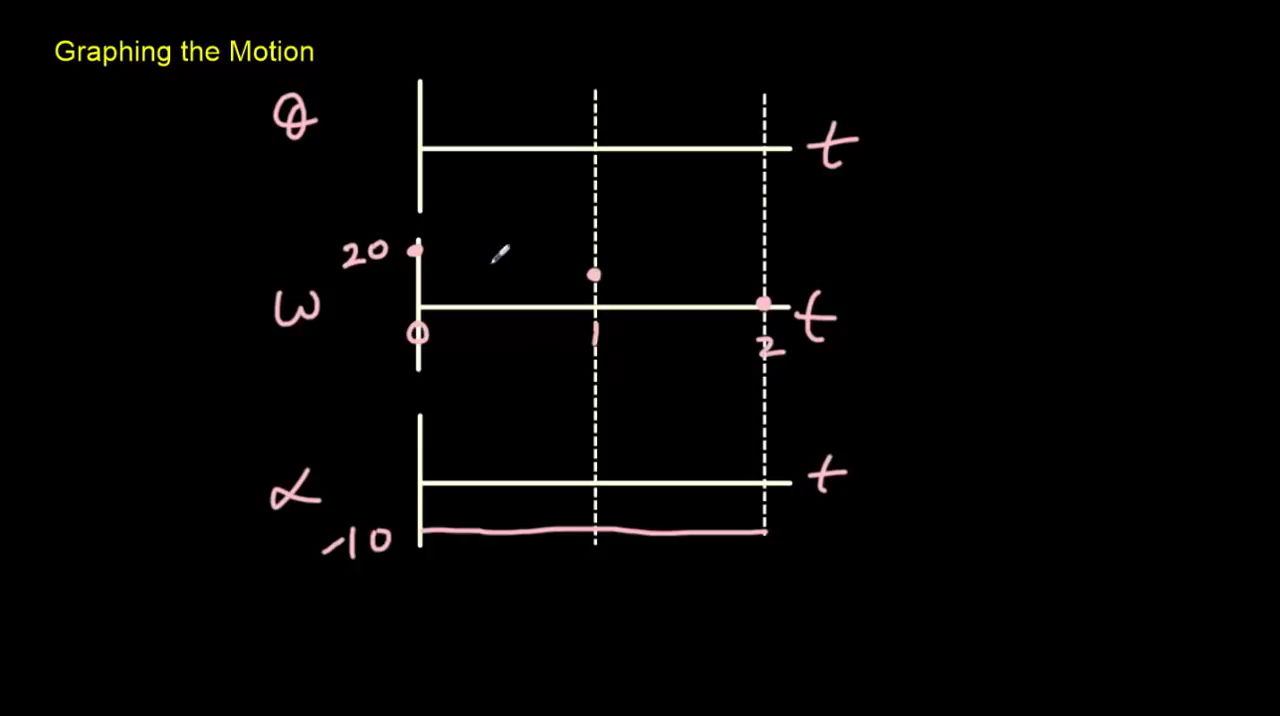 Graphing the Motion
θ t
20
ω t
0 1 2
α t
-10